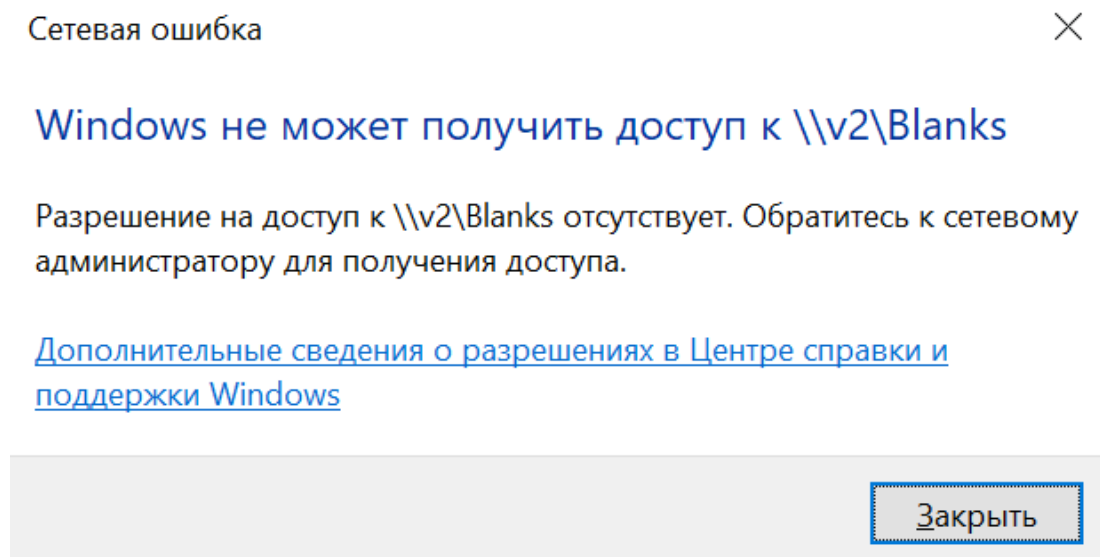 Сетевая ошибка
Windows не может получить доступ к \\v2\Blanks
Разрешение на доступ к \\v2\Blanks отсутствует. Обратитесь к сетевому
администратору для получения доступа.
Дополнительные сведения о разрешениях в Центре справки и
поддержки Windows
Закрыть